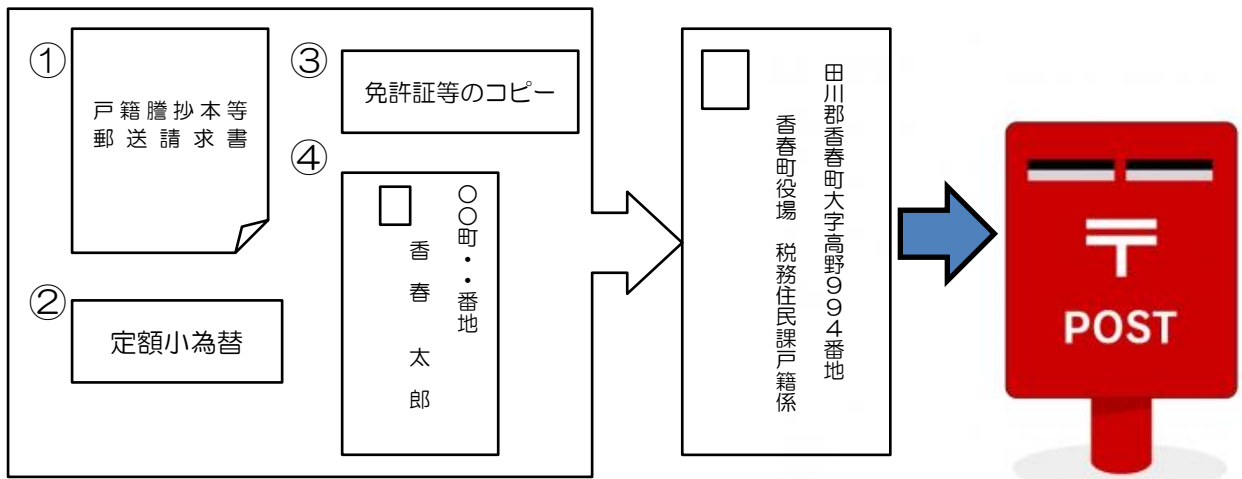 ①
戸籍謄抄本等
郵送請求書
②
定額小為替
③
免許証等のコピー
④
〇〇町・・番地
香春 太郎
田川郡香春町大字高野９９４番地
香春町役場 税務住民課戸籍係
〒
POST